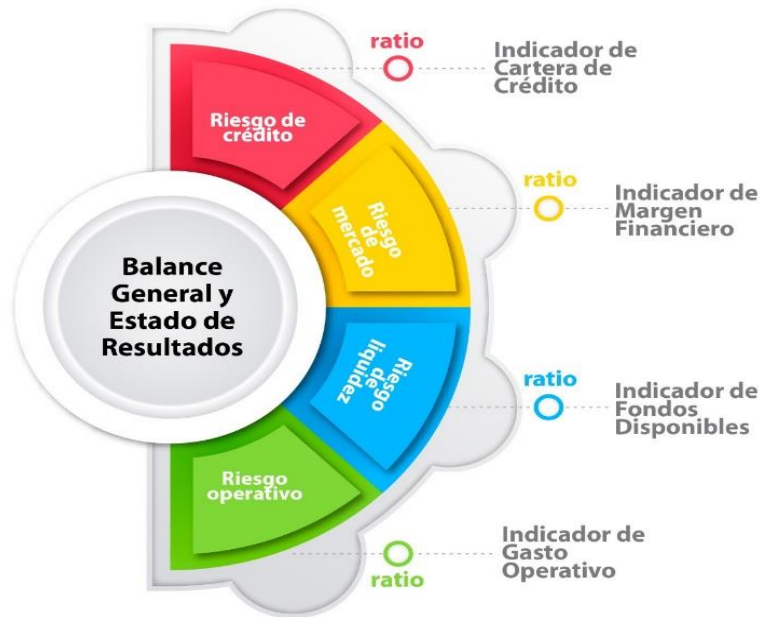 Balance
General y
Estado de
Resultados
Riesgo de
crédito
ratio
Indicador de
Cartera de
Crédito
Riesgo
de
mercado
ratio
Indicador de
Margen
Financiero
Riesgo
de
liquidez
ratio
Indicador de
Fondos
Disponibles
Riesgo
operativo
ratio
Indicador de
Gasto
Operativo